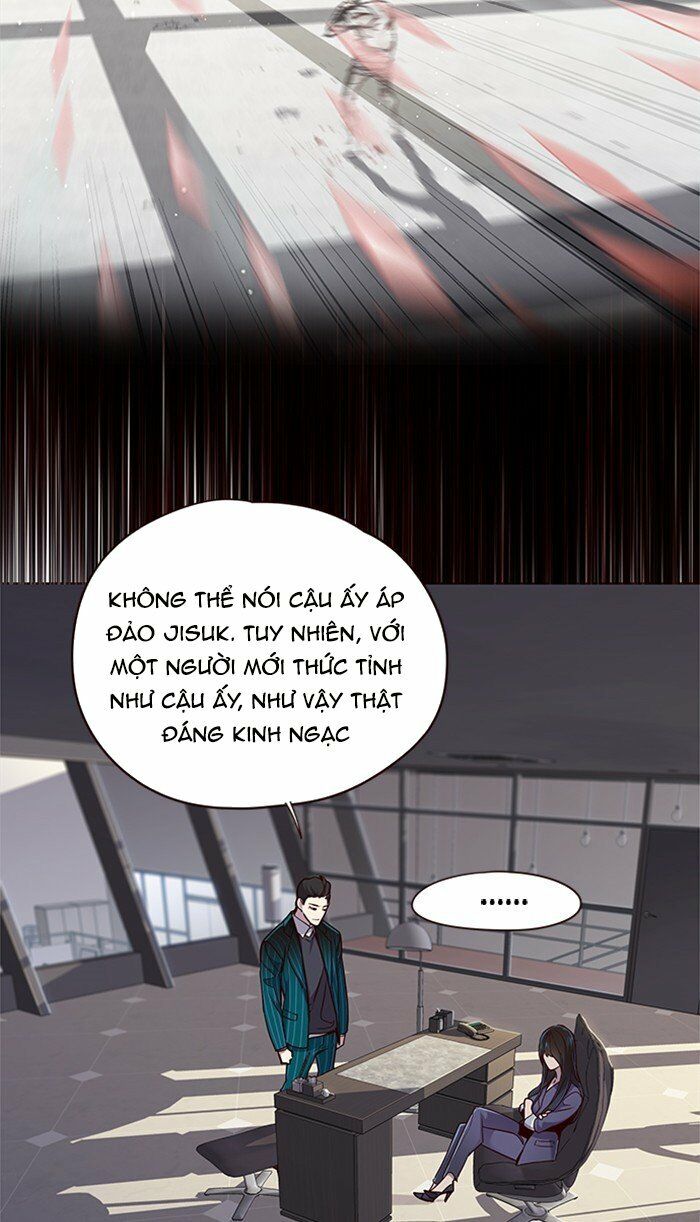 KHÔNG THỂ NÓI CẬU ẤY ÁP
ĐẢO JISUK. TUY NHIÊN, VỚI
MỘT NGƯỜI MỚI THỨC TỈNH
NHƯ CẬU ẤY, NHƯ VẬY THẬT
ĐÁNG KINH NGẠC
......